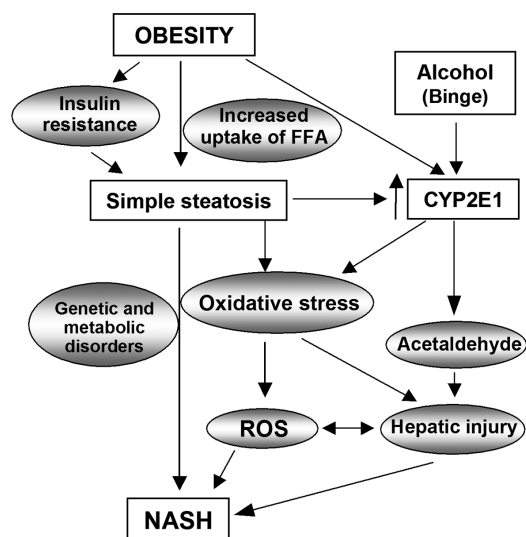 OBESITY
Alcohol
(Binge)
Insulin
resistance
Increased
uptake of FFA
Simple steatosis
CYP2E1
Genetic and
metabolic
disorders
Oxidative stress
Acetaldehyde
ROS
Hepatic injury
NASH